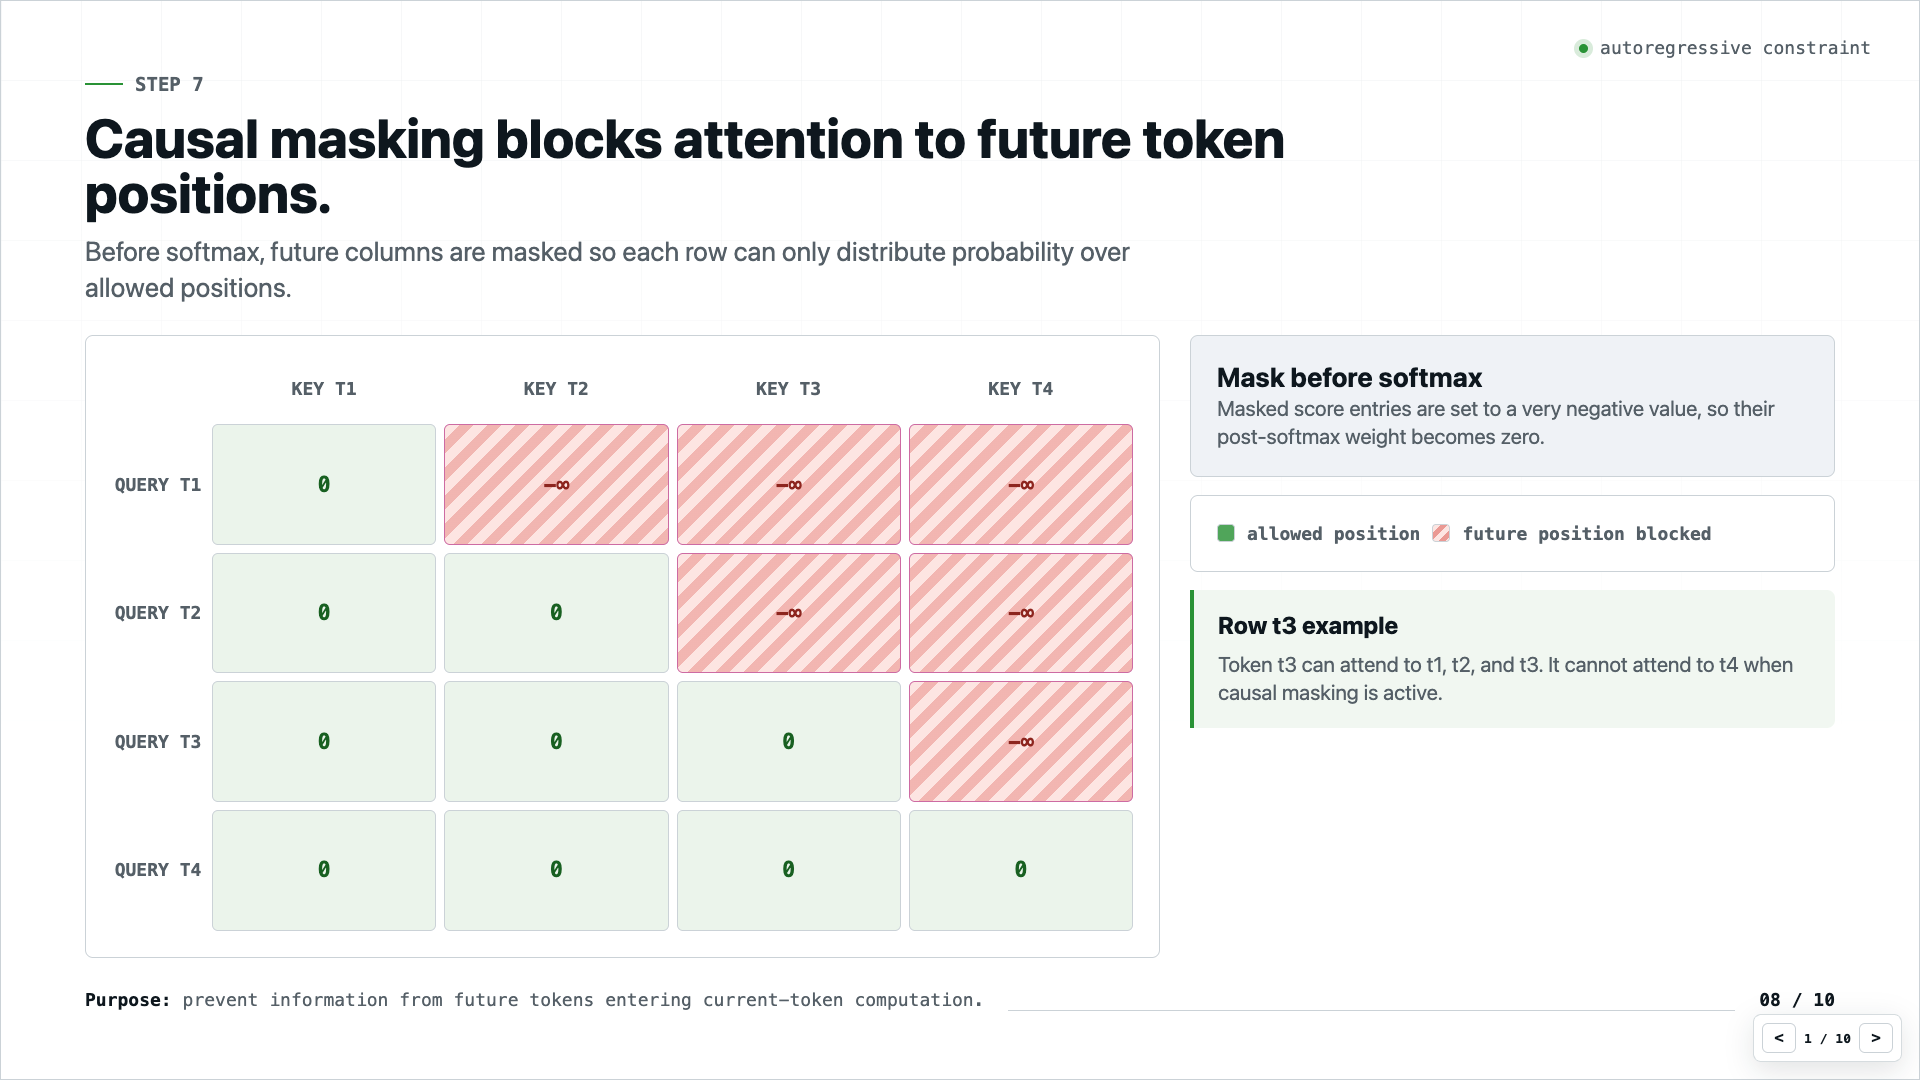 autoregressive constraint
STEP 7
Causal masking blocks attention to future token
positions.
Before softmax, future columns are masked so each row can only distribute probability over
allowed positions.
KEY T1 KEY T2 KEY T3 KEY T4
QUERY T1 0 −∞ −∞ −∞
QUERY T2 0 0 −∞ −∞
QUERY T3 0 0 0 −∞
QUERY T4 0 0 0 0
Mask before softmax
Masked score entries are set to a very negative value, so their
post-softmax weight becomes zero.
allowed position future position blocked
Row t3 example
Token t3 can attend to t1, t2, and t3. It cannot attend to t4 when
causal masking is active.
Purpose: prevent information from future tokens entering current-token computation.
08 / 10
< 1 / 10 >